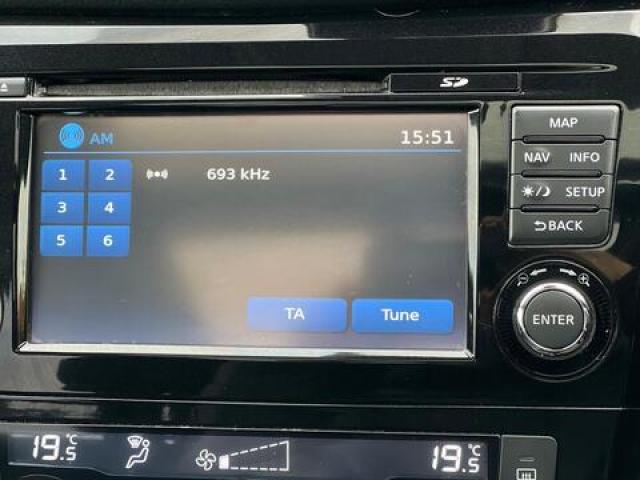 SD
AM 15:51
1 2
693 kHz
3 4
5 6
TA Tune
MAP
NAV INFO
SETUP
BACK
ENTER
19.5°C 19.5°C